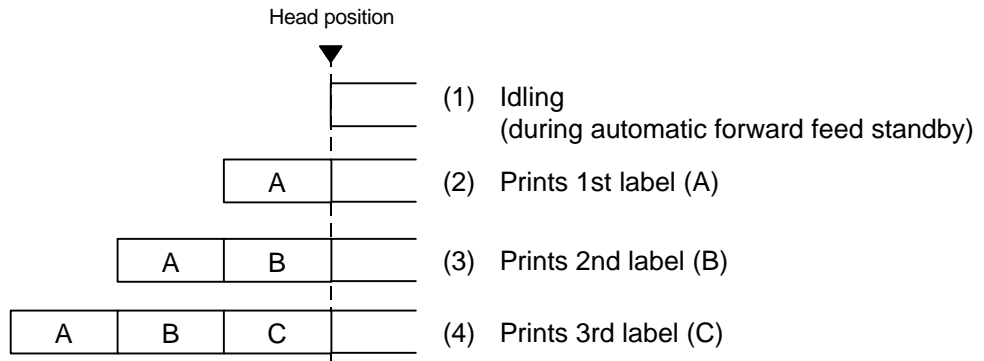 Head position
(1) Idling
(during automatic forward feed standby)
A (2) Prints 1st label (A)
A B (3) Prints 2nd label (B)
A B C (4) Prints 3rd label (C)